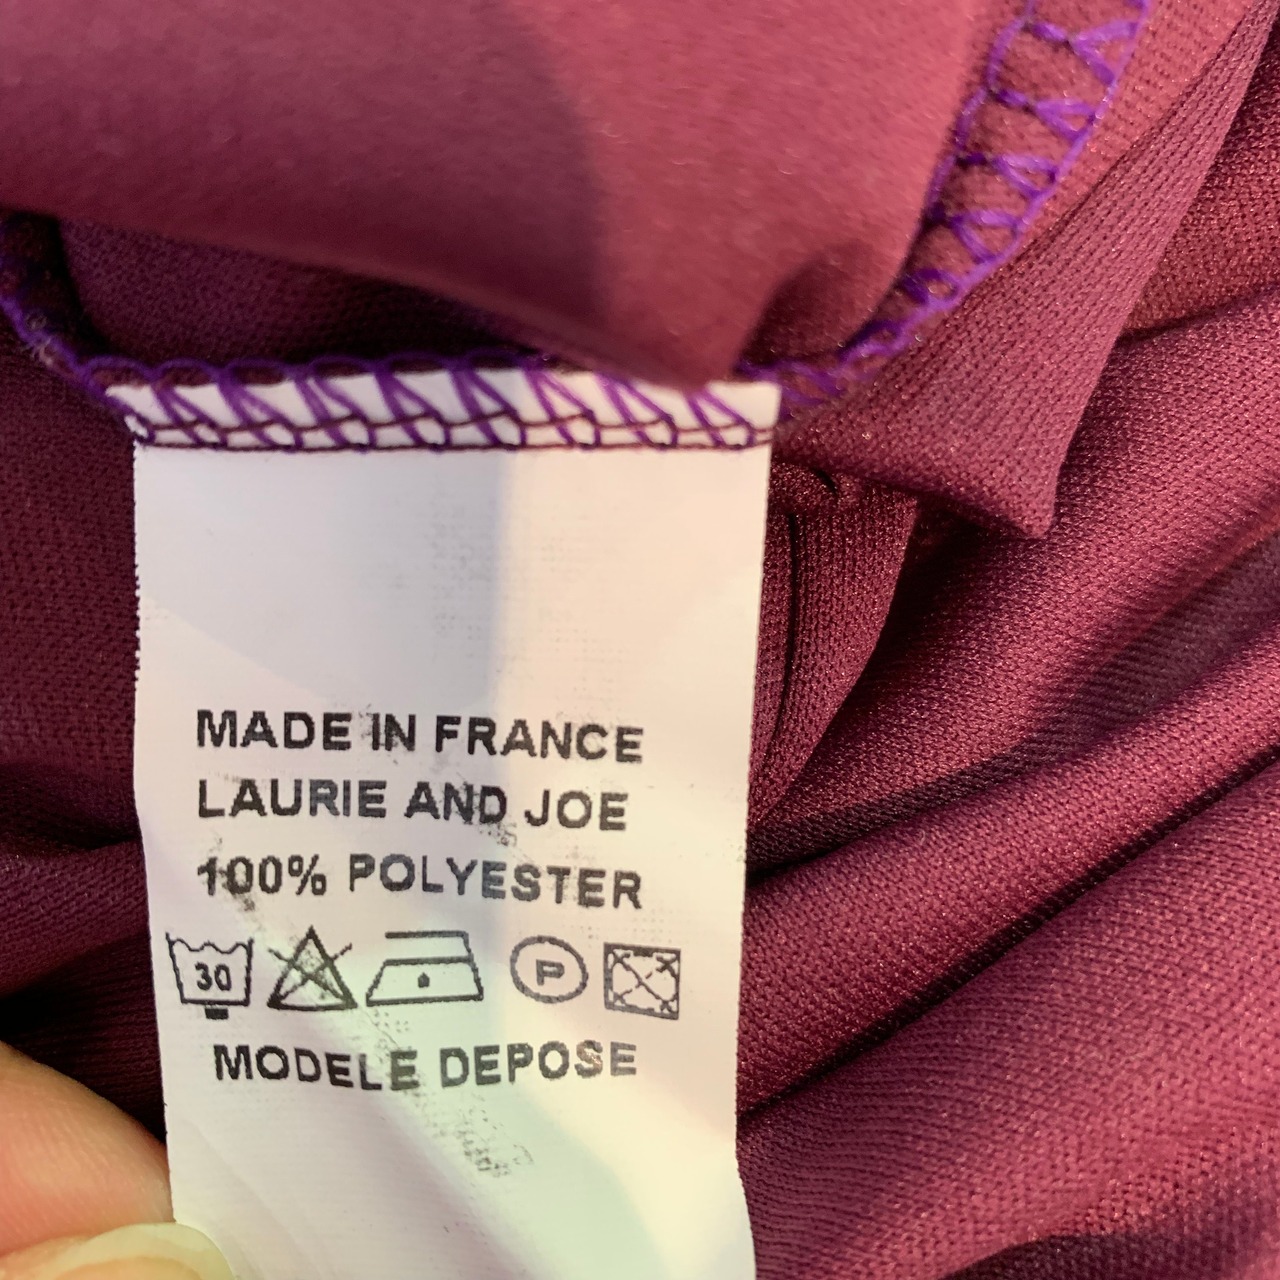 MADE IN FRANCE
LAURIE AND JOE
100% POLYESTER
30 P
MODELE DEPOSE